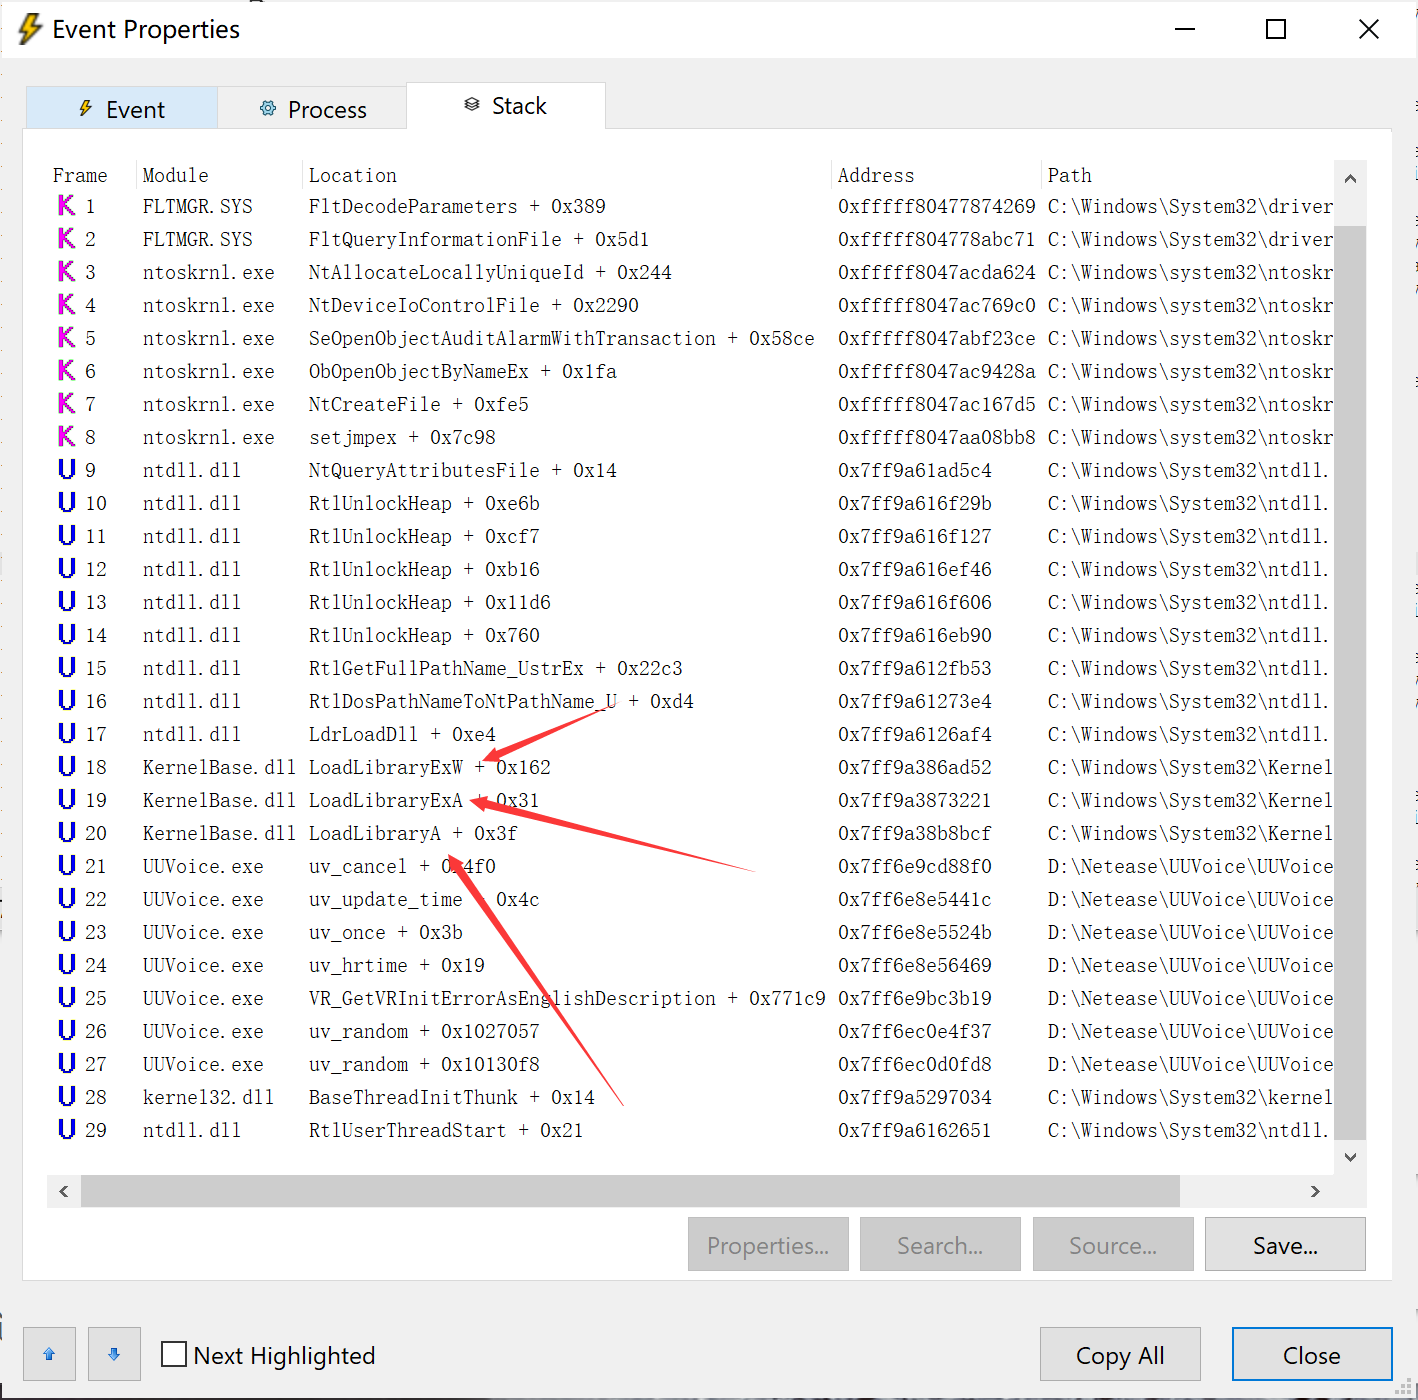 Event Properties
Event Process Stack
Frame Module Location Address Path
K 1 FLTMGR.SYS FltDecodeParameters + 0x389 0xfffff80477874269 C:\Windows\System32\driver
K 2 FLTMGR.SYS FltQueryInformationFile + 0x5d1 0xfffff804778abc71 C:\Windows\System32\driver
K 3 ntoskrnl.exe NtAllocateLocallyUniqueId + 0x244 0xfffff8047acda624 C:\Windows\system32\ntoskr
K 4 ntoskrnl.exe NtDeviceIoControlFile + 0x2290 0xfffff8047ac769c0 C:\Windows\system32\ntoskr
K 5 ntoskrnl.exe SeOpenObjectAuditAlarmWithTransaction + 0x58ce 0xfffff8047abf23ce C:\Windows\system32\ntoskr
K 6 ntoskrnl.exe ObOpenObjectByNameEx + 0x1fa 0xfffff8047ac9428a C:\Windows\system32\ntoskr
K 7 ntoskrnl.exe NtCreateFile + 0xfe5 0xfffff8047ac167d5 C:\Windows\system32\ntoskr
K 8 ntoskrnl.exe setjmpex + 0x7c98 0xfffff8047aa08bb8 C:\Windows\system32\ntoskr
U 9 ntdll.dll NtQueryAttributesFile + 0x14 0x7ff9a61ad5c4 C:\Windows\System32\ntdll.
U 10 ntdll.dll RtlUnlockHeap + 0xe6b 0x7ff9a616f29b C:\Windows\System32\ntdll.
U 11 ntdll.dll RtlUnlockHeap + 0xcf7 0x7ff9a616f127 C:\Windows\System32\ntdll.
U 12 ntdll.dll RtlUnlockHeap + 0xb16 0x7ff9a616ef46 C:\Windows\System32\ntdll.
U 13 ntdll.dll RtlUnlockHeap + 0x11d6 0x7ff9a616f606 C:\Windows\System32\ntdll.
U 14 ntdll.dll RtlUnlockHeap + 0x760 0x7ff9a616eb90 C:\Windows\System32\ntdll.
U 15 ntdll.dll RtlGetFullPathName_UstrEx + 0x22c3 0x7ff9a612fb53 C:\Windows\System32\ntdll.
U 16 ntdll.dll RtlDosPathNameToNtPathName_U + 0xd4 0x7ff9a61273e4 C:\Windows\System32\ntdll.
U 17 ntdll.dll LdrLoadDll + 0xe4 0x7ff9a6126af4 C:\Windows\System32\ntdll.
U 18 KernelBase.dll LoadLibraryExW + 0x162 0x7ff9a386ad52 C:\Windows\System32\Kernel
U 19 KernelBase.dll LoadLibraryExA + 0x31 0x7ff9a3873221 C:\Windows\System32\Kernel
U 20 KernelBase.dll LoadLibraryA + 0x3f 0x7ff9a38b8bcf C:\Windows\System32\Kernel
U 21 UUVoice.exe uv_cancel + 0x4f0 0x7ff6e9cd88f0 D:\Netease\UUVoice\UUVoice
U 22 UUVoice.exe uv_update_time + 0x4c 0x7ff6e8e5441c D:\Netease\UUVoice\UUVoice
U 23 UUVoice.exe uv_once + 0x3b 0x7ff6e8e5524b D:\Netease\UUVoice\UUVoice
U 24 UUVoice.exe uv_hrtime + 0x19 0x7ff6e8e56469 D:\Netease\UUVoice\UUVoice
U 25 UUVoice.exe VR_GetVRInitErrorAsEnglishDescription + 0x771c9 0x7ff6e9bc3b19 D:\Netease\UUVoice\UUVoice
U 26 UUVoice.exe uv_random + 0x1027057 0x7ff6ec0e4f37 D:\Netease\UUVoice\UUVoice
U 27 UUVoice.exe uv_random + 0x10130f8 0x7ff6ec0d0fd8 D:\Netease\UUVoice\UUVoice
U 28 kernel32.dll BaseThreadInitThunk + 0x14 0x7ff9a5297034 C:\Windows\System32\kernel
U 29 ntdll.dll RtlUserThreadStart + 0x21 0x7ff9a6162651 C:\Windows\System32\ntdll.
Properties... Search... Source... Save...
Next Highlighted Copy All Close